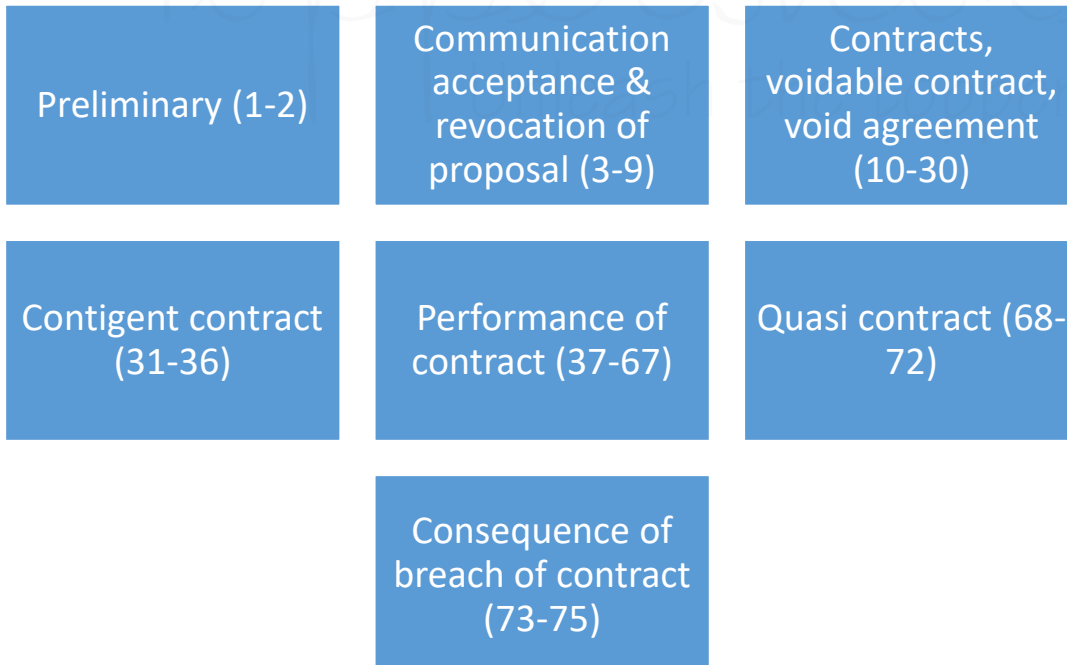 Preliminary (1-2)
Communication
acceptance &
revocation of
proposal (3-9)
Contracts,
voidable contract,
void agreement
(10-30)
Contigent contract
(31-36)
Performance of
contract (37-67)
Quasi contract (68-
72)
Consequence of
breach of contract
(73-75)